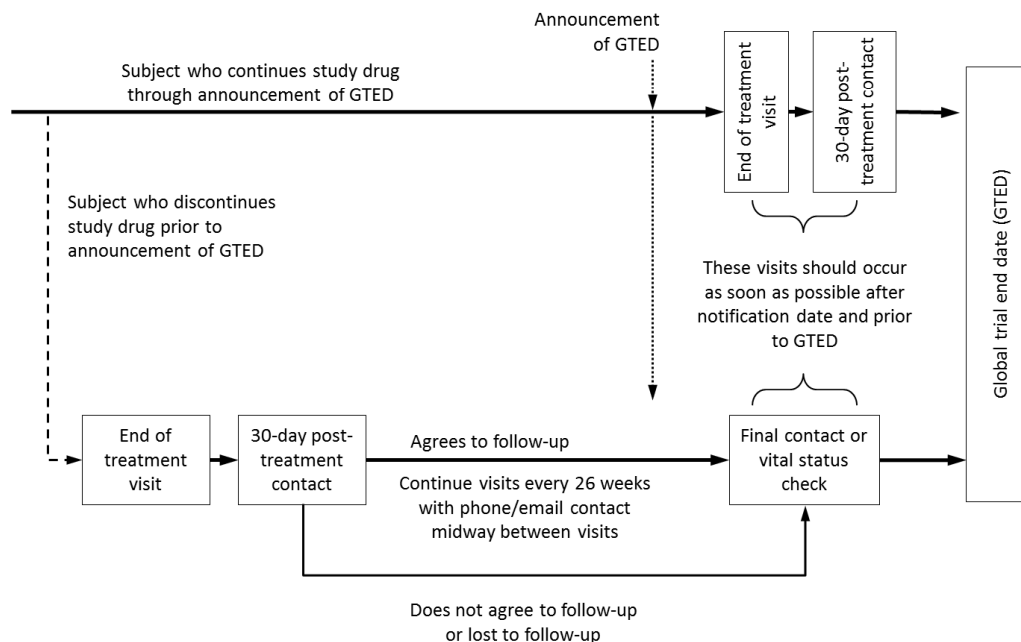 Announcement
of GTED
Subject who continues study drug
through announcement of GTED
End of treatment
visit
30-day post-
treatment contact
Subject who discontinues
study drug prior to
announcement of GTED
These visits should occur
as soon as possible after
notification date and prior
to GTED
Global trial end date (GTED)
End of
treatment
visit
30-day post-
treatment
contact
Agrees to follow-up
Continue visits every 26 weeks
with phone/email contact
midway between visits
Final contact or
vital status
check
Does not agree to follow-up
or lost to follow-up